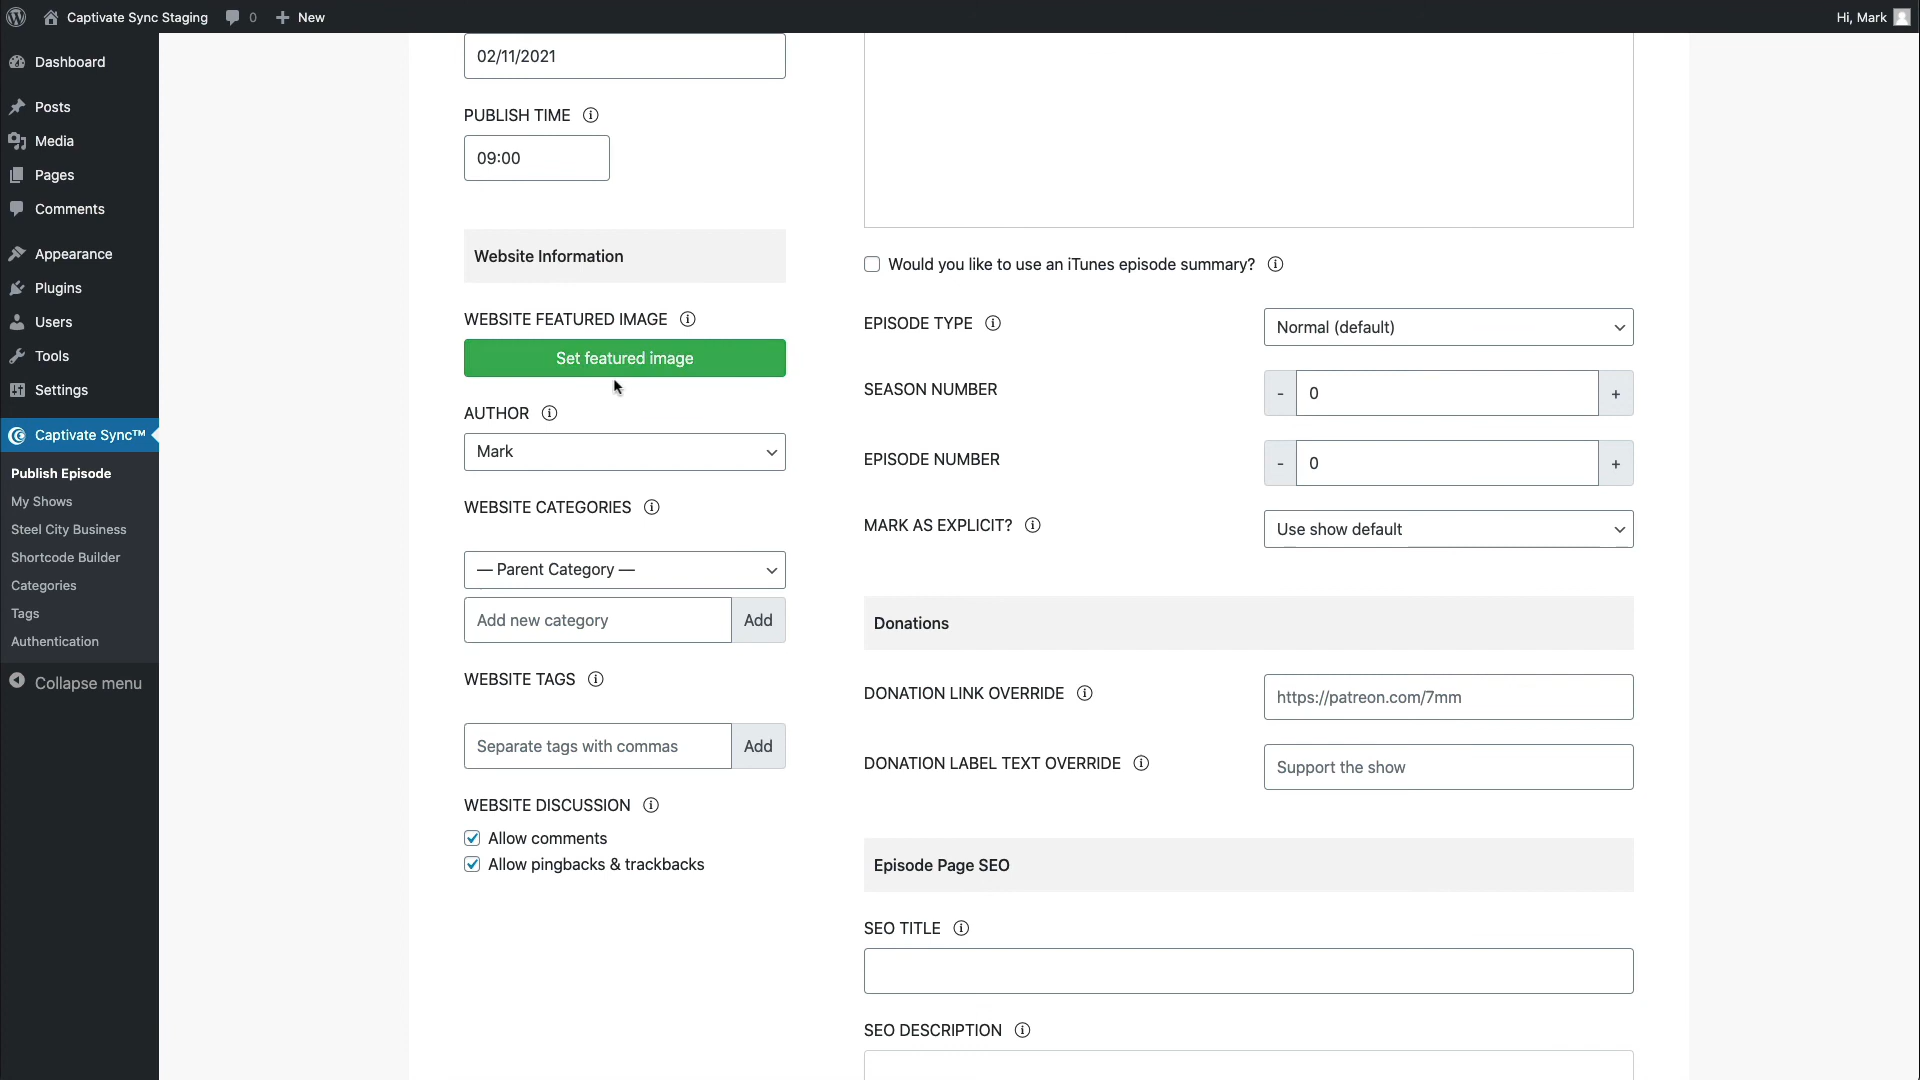 Captivate Sync Staging
0
New
Hi, Mark
Dashboard
Posts
Media
Pages
Comments
Appearance
Plugins
Users
Tools
Settings
Captivate Sync™
Publish Episode
My Shows
Steel City Business
Shortcode Builder
Categories
Tags
Authentication
Collapse menu
02/11/2021
PUBLISH TIME
09:00
Website Information
WEBSITE FEATURED IMAGE
Set featured image
AUTHOR
Mark
WEBSITE CATEGORIES
— Parent Category —
Add new category
Add
WEBSITE TAGS
Separate tags with commas
Add
WEBSITE DISCUSSION
Allow comments
Allow pingbacks & trackbacks
Would you like to use an iTunes episode summary?
EPISODE TYPE
Normal (default)
SEASON NUMBER
- 0 +
EPISODE NUMBER
- 0 +
MARK AS EXPLICIT?
Use show default
Donations
DONATION LINK OVERRIDE
https://patreon.com/7mm
DONATION LABEL TEXT OVERRIDE
Support the show
Episode Page SEO
SEO TITLE
SEO DESCRIPTION